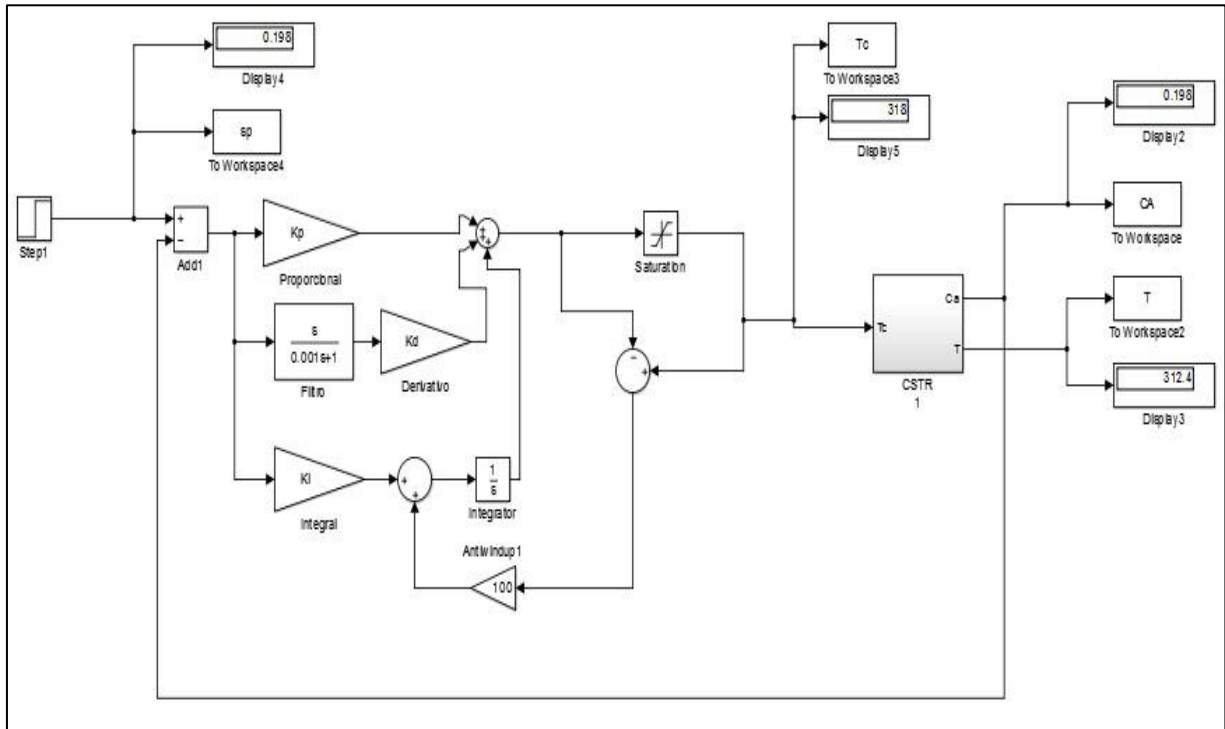 0.198
Display4
sp
To Workspace4
Step1
+
−
Add1
Kp
Proporcional
s
0.001s+1
Filtro
Kd
Derivativo
KI
Integral
+
+
1
s
Integrator
Antiwindup1
100
+
+
+
Saturation
−
+
Tc
To Workspace3
318
Display5
Tc
Ca
T
CSTR
1
0.198
Display2
CA
To Workspace
T
To Workspace2
312.4
Display3